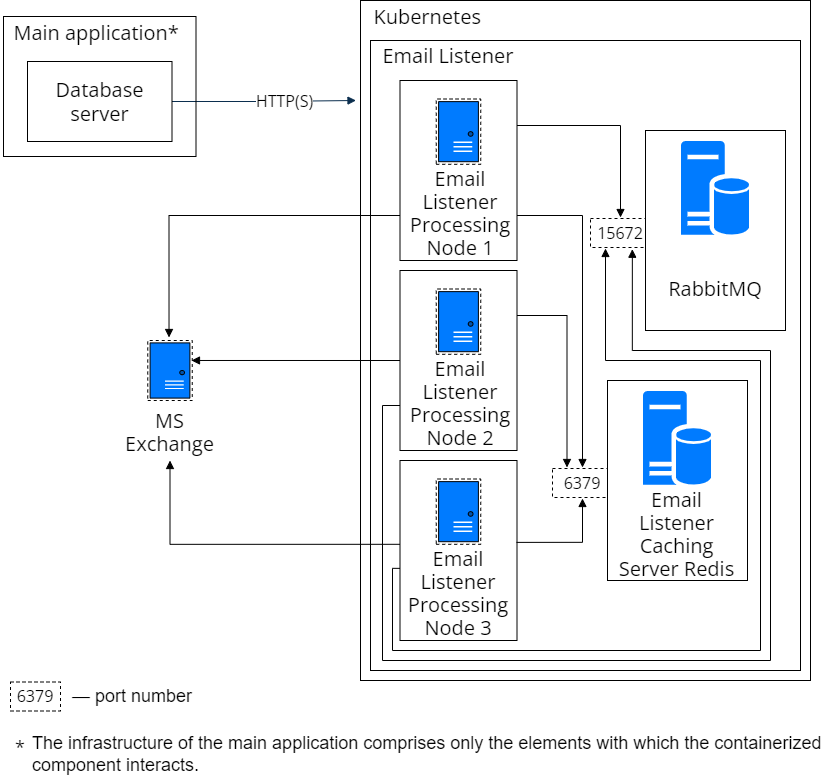 Kubernetes
Main application*
Email Listener
Database
server
HTTP(S)
Email
Listener
Processing
Node 1
15672
RabbitMQ
Email
Listener
Processing
Node 2
MS
Exchange
6379
Email
Listener
Caching
Server Redis
Email
Listener
Processing
Node 3
6379 — port number
* The infrastructure of the main application comprises only the elements with which the containerized
component interacts.